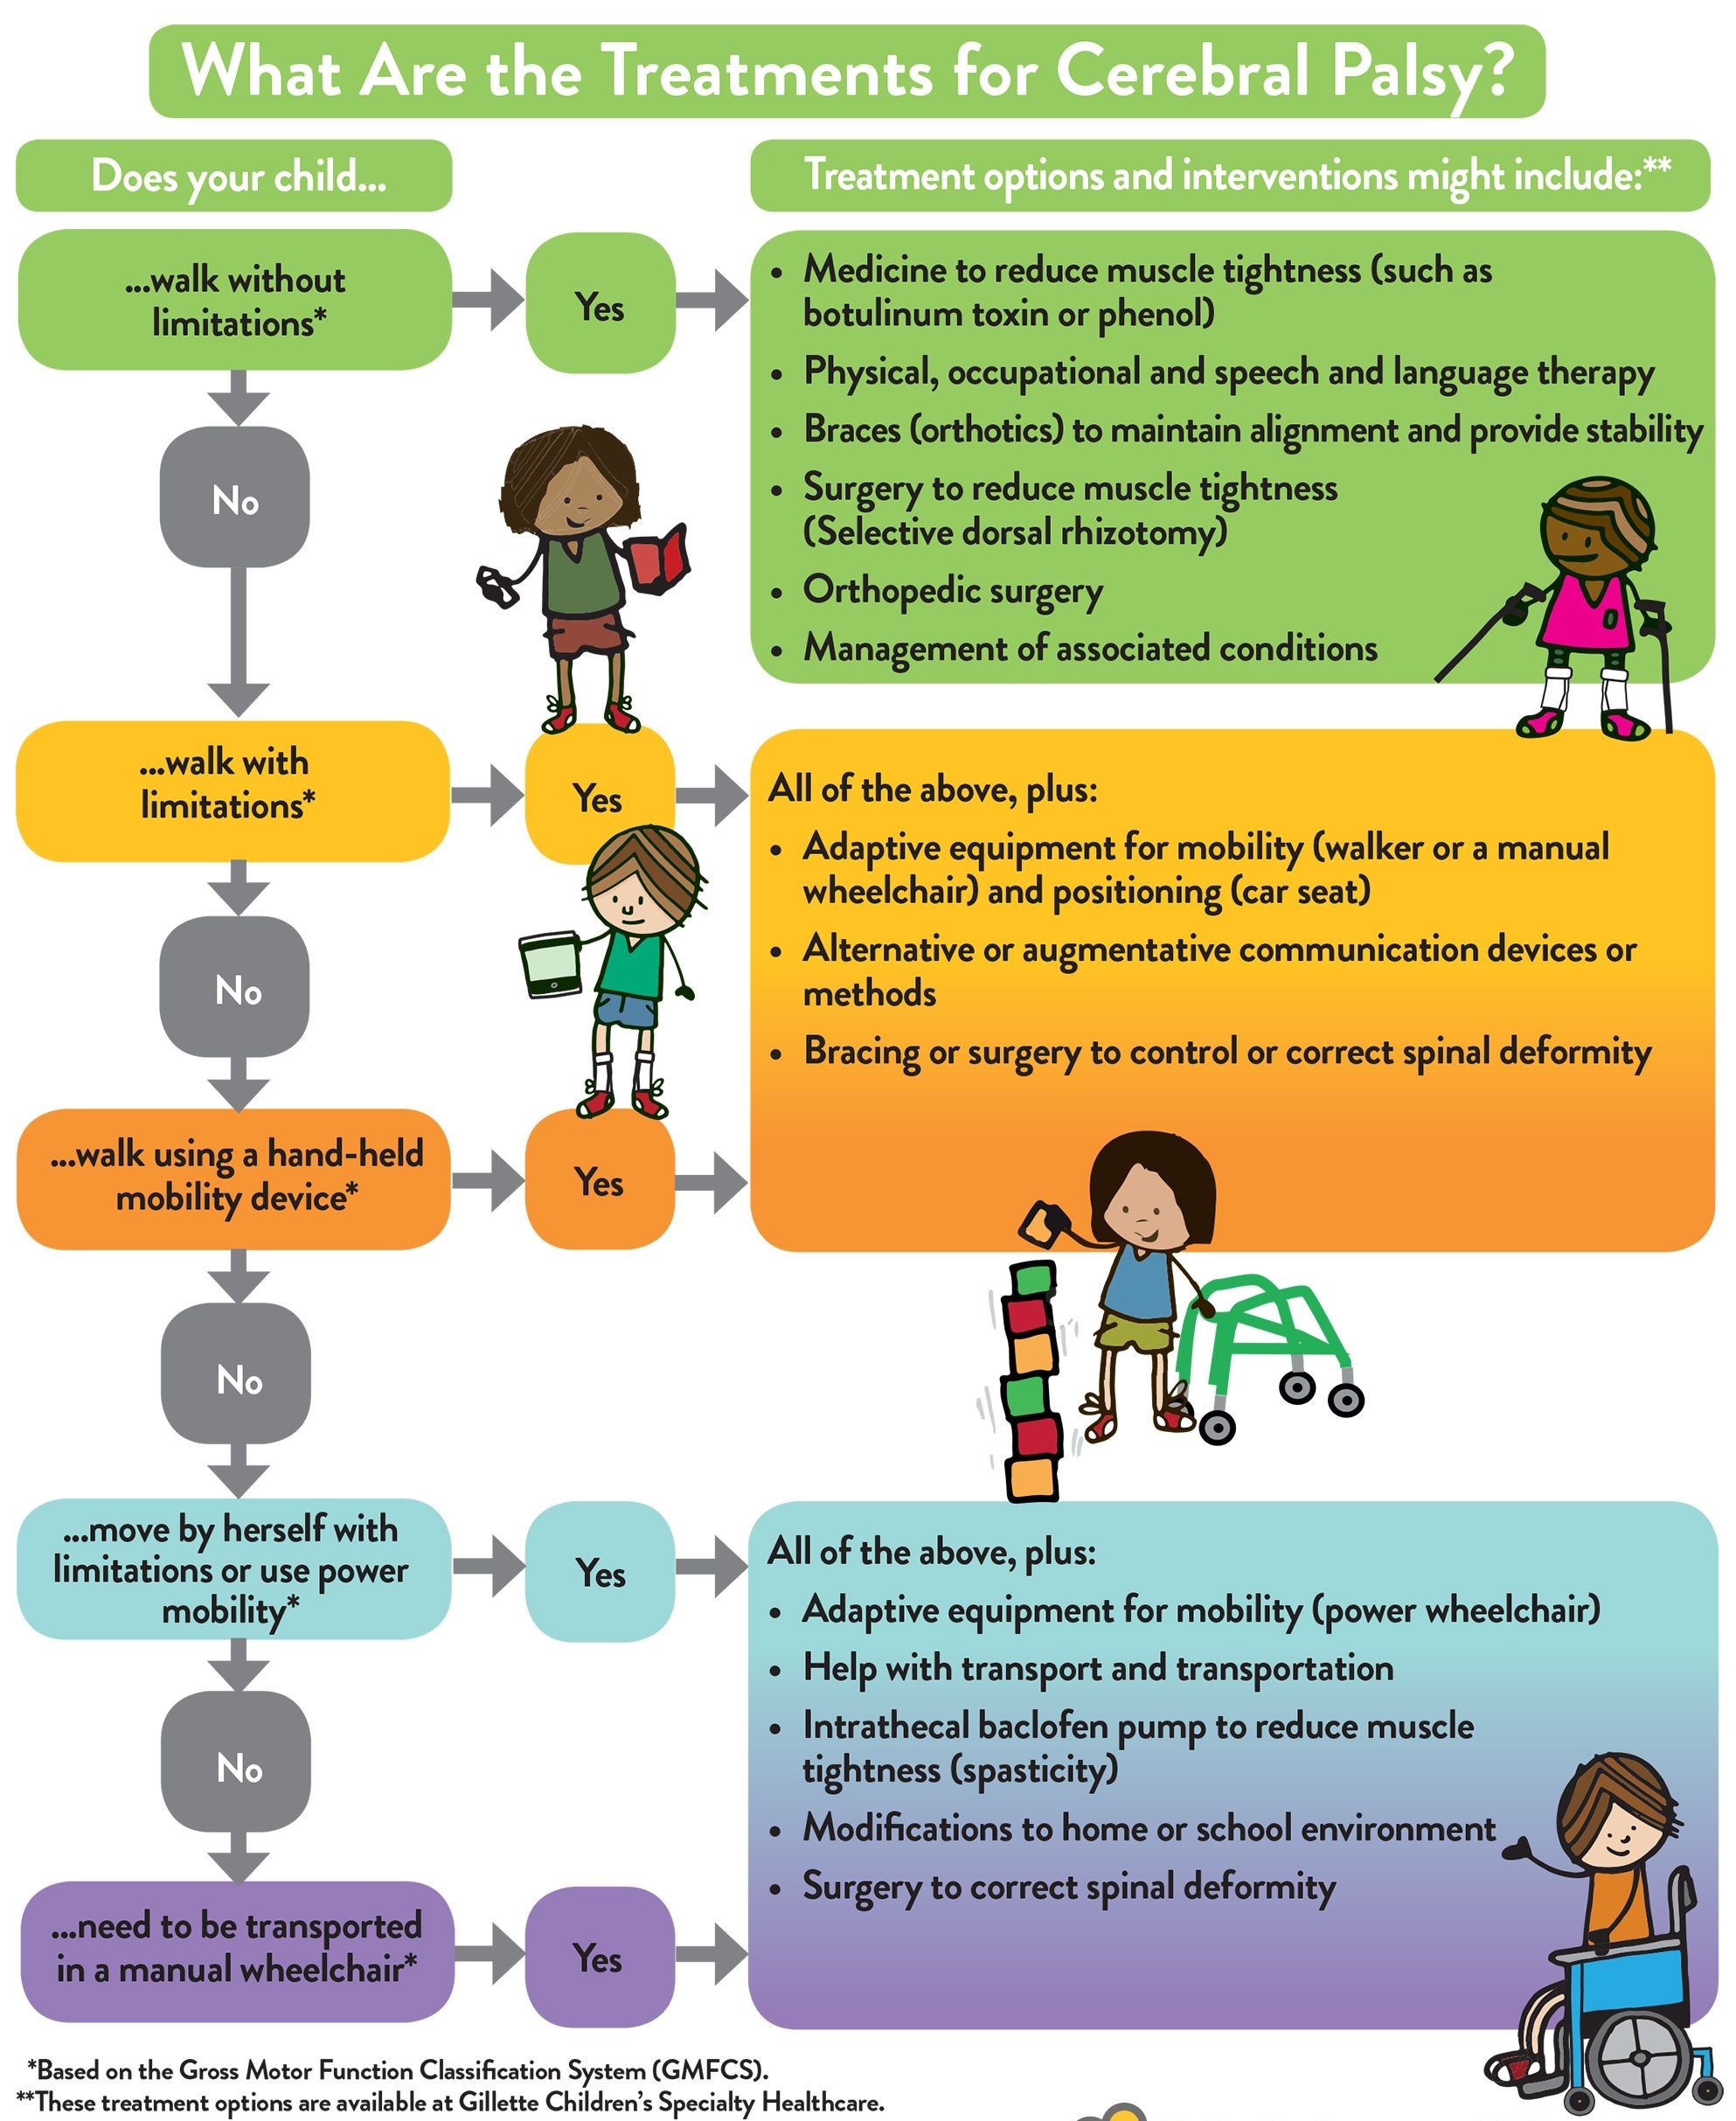 What Are the Treatments for Cerebral Palsy?
Does your child...
Treatment options and interventions might include:**
...walk without
limitations*
Yes
• Medicine to reduce muscle tightness (such as
botulinum toxin or phenol)
• Physical, occupational and speech and language therapy
• Braces (orthotics) to maintain alignment and provide stability
• Surgery to reduce muscle tightness
(Selective dorsal rhizotomy)
• Orthopedic surgery
• Management of associated conditions
No
...walk with
limitations*
Yes
All of the above, plus:
• Adaptive equipment for mobility (walker or a manual
wheelchair) and positioning (car seat)
• Alternative or augmentative communication devices or
methods
• Bracing or surgery to control or correct spinal deformity
No
...walk using a hand-held
mobility device*
Yes
No
...move by herself with
limitations or use power
mobility*
Yes
All of the above, plus:
• Adaptive equipment for mobility (power wheelchair)
• Help with transport and transportation
• Intrathecal baclofen pump to reduce muscle
tightness (spasticity)
• Modifications to home or school environment
• Surgery to correct spinal deformity
No
...need to be transported
in a manual wheelchair*
Yes
*Based on the Gross Motor Function Classification System (GMFCS).
**These treatment options are available at Gillette Children's Specialty Healthcare.